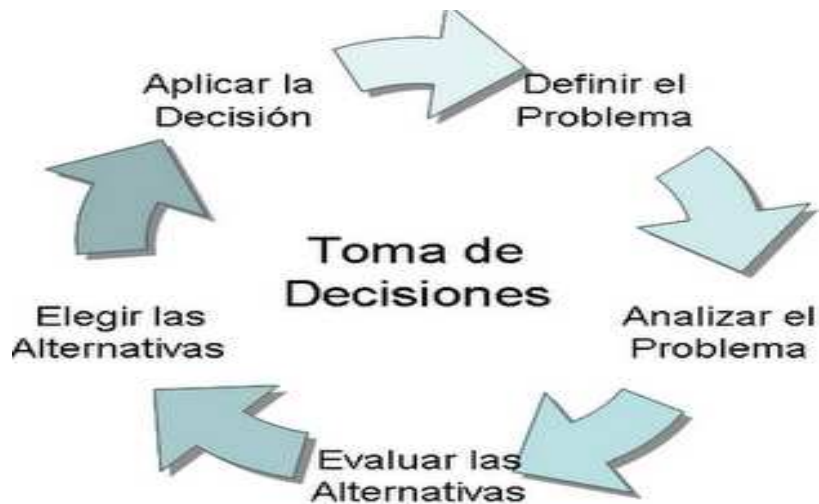 Aplicar la
Decisión
Definir el
Problema
Toma de
Decisiones
Analizar el
Problema
Evaluar las
Alternativas
Elegir las
Alternativas